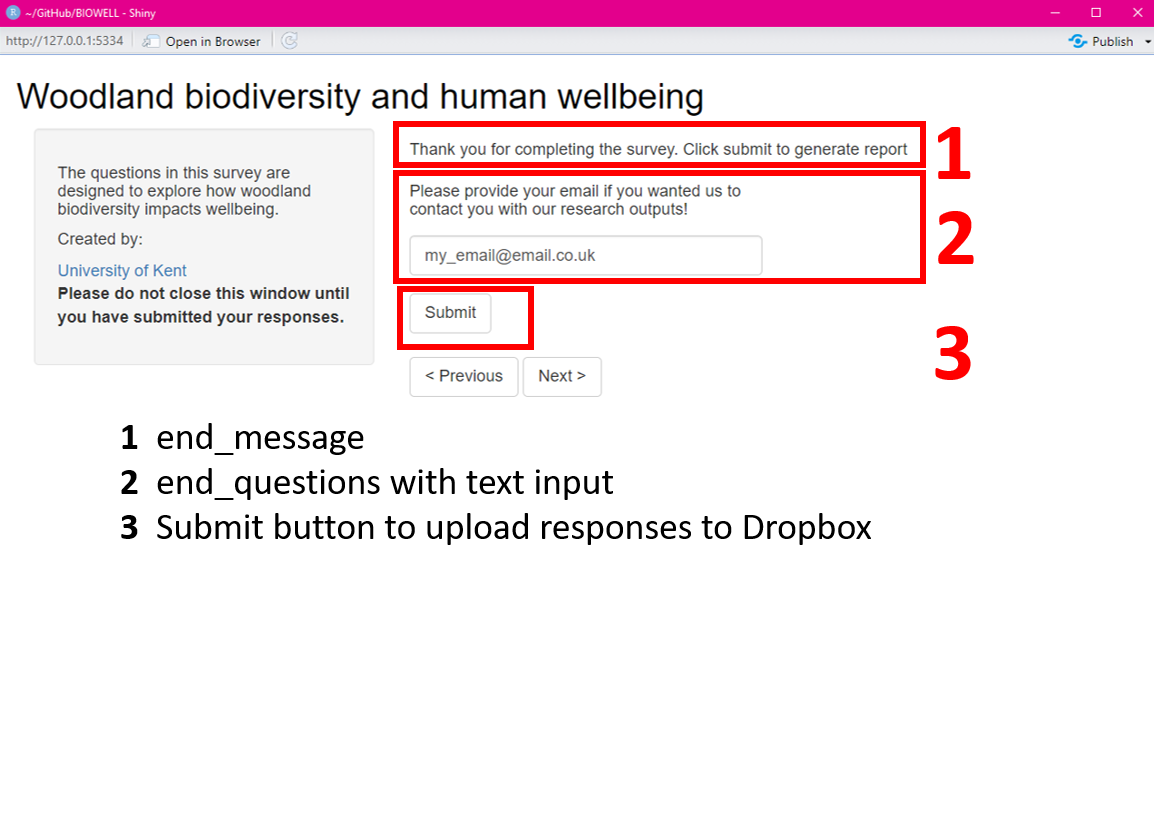 R ~/GitHub/BIOWELL - Shiny
http://127.0.0.1:5334 Open in Browser Publish
Woodland biodiversity and human wellbeing
The questions in this survey are
designed to explore how woodland
biodiversity impacts wellbeing.
Created by:
University of Kent
Please do not close this window until
you have submitted your responses.
Thank you for completing the survey. Click submit to generate report
1
Please provide your email if you wanted us to
contact you with our research outputs!
my_email@email.co.uk
2
Submit
3
< Previous Next >
1 end_message
2 end_questions with text input
3 Submit button to upload responses to Dropbox